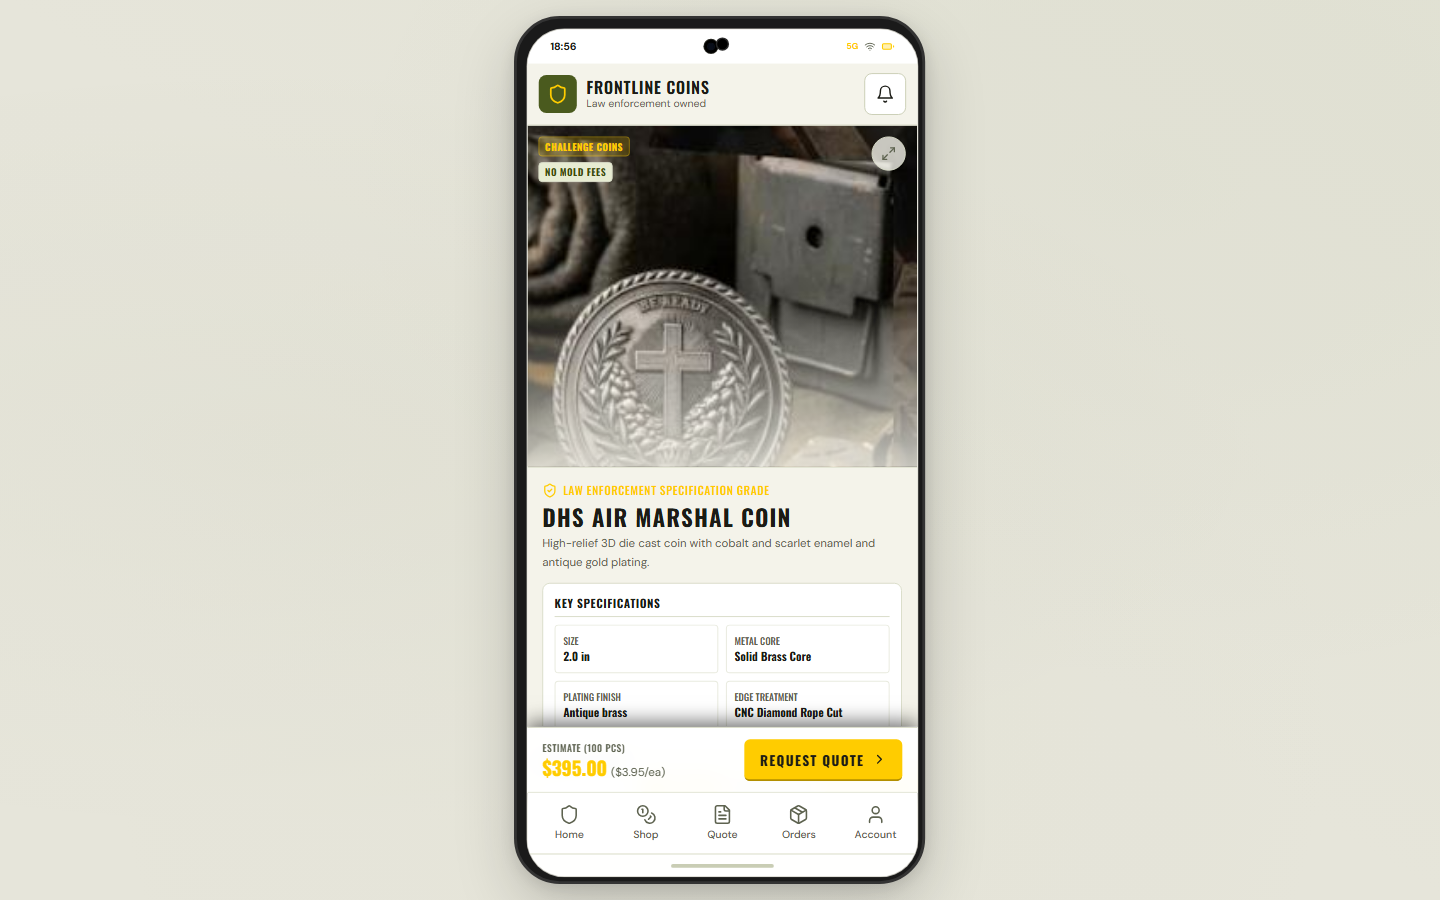 18:56
5G
FRONTLINE COINS
Law enforcement owned
CHALLENGE COINS
NO MOLD FEES
BE READY
LAW ENFORCEMENT SPECIFICATION GRADE
DHS AIR MARSHAL COIN
High-relief 3D die cast coin with cobalt and scarlet enamel and
antique gold plating.
KEY SPECIFICATIONS
SIZE
2.0 in
METAL CORE
Solid Brass Core
PLATING FINISH
Antique brass
EDGE TREATMENT
CNC Diamond Rope Cut
ESTIMATE (100 PCS)
$395.00 ($3.95/ea)
REQUEST QUOTE
Home
Shop
Quote
Orders
Account